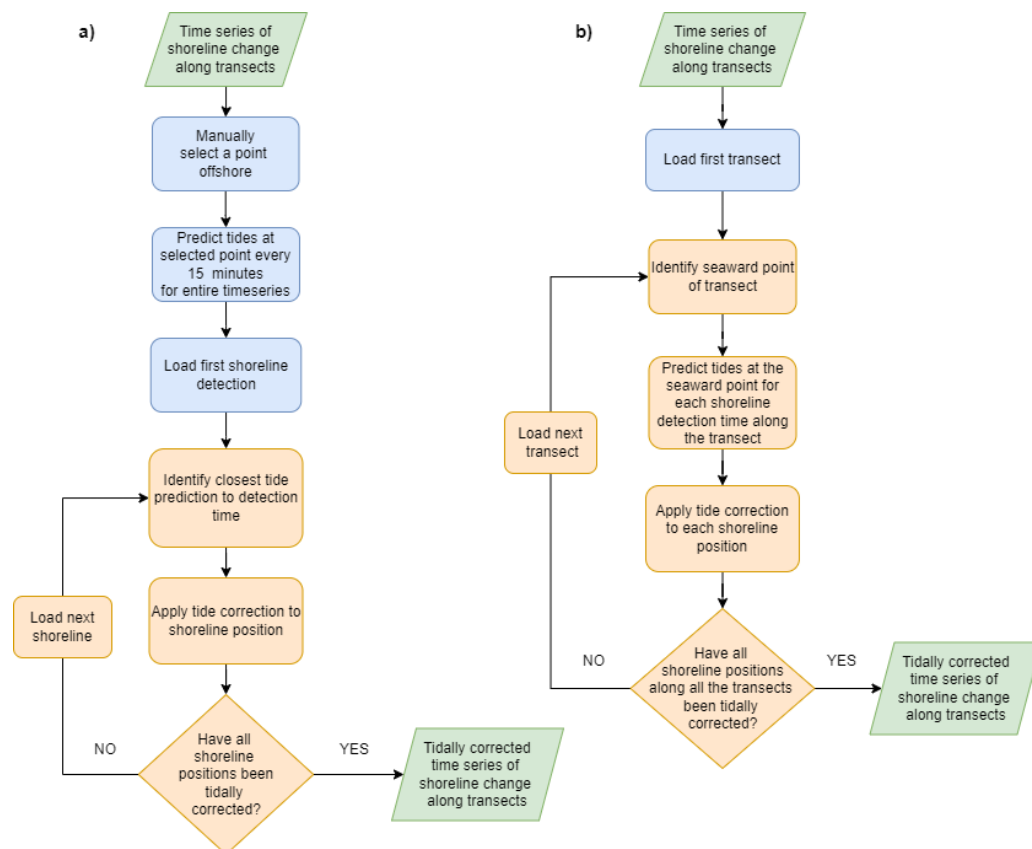 a)
Time series of
shoreline change
along transects
Manually
select a point
offshore
Predict tides at
selected point every
15 minutes
for entire timeseries
Load first shoreline
detection
Identify closest tide
prediction to detection
time
Load next
shoreline
Apply tide correction to
shoreline position
NO
Have all
shoreline
positions been
tidally
corrected?
YES
Tidally corrected
time series of
shoreline change
along transects
b)
Time series of
shoreline change
along transects
Load first transect
Identify seaward point
of transect
Predict tides at the
seaward point for
each shoreline
detection time along
the transect
Load next
transect
Apply tide correction
to each shoreline
position
NO
Have all
shoreline positions
along all the transects
been tidally
corrected?
YES
Tidally corrected
time series of
shoreline change
along transects